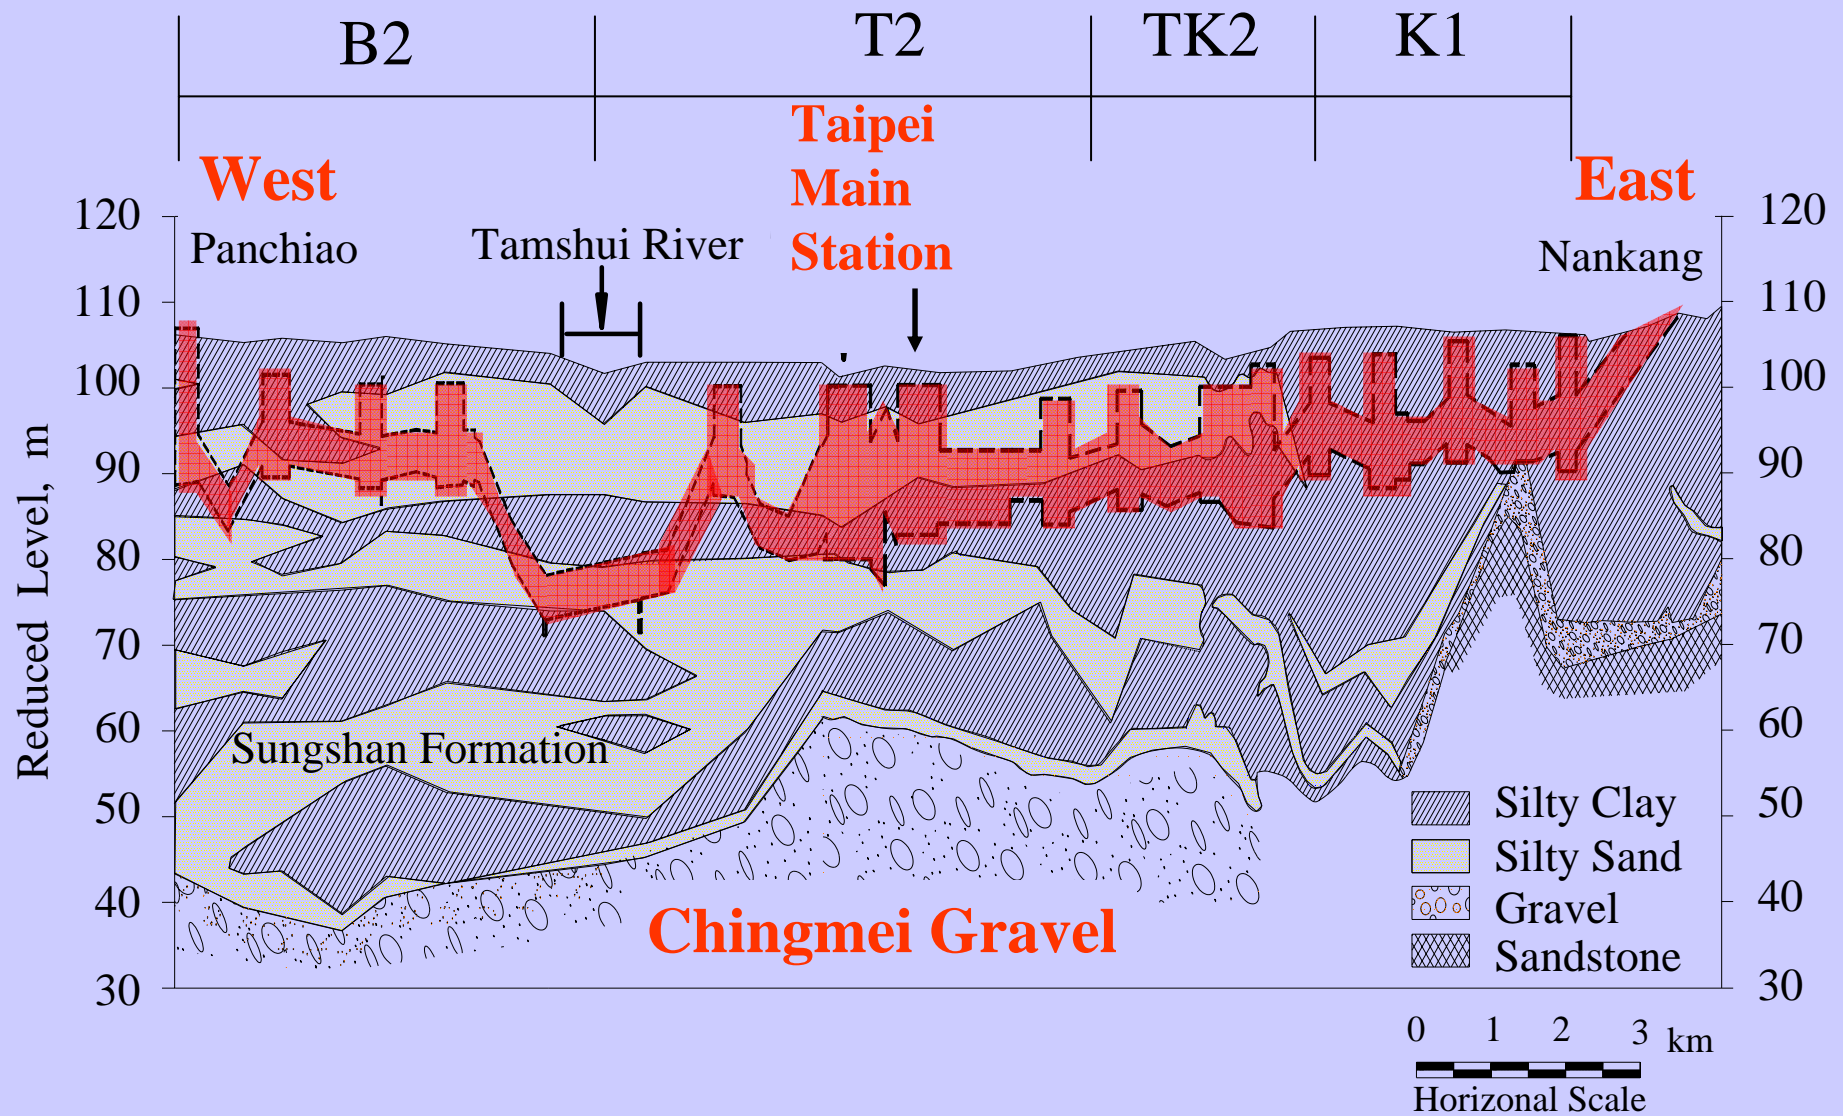 B2
T2
TK2
K1
Taipei
Main
Station
West
East
120
120
Panchiao
Tamshui River
Nankang
110
110
100
100
90
90
80
80
70
70
60
60
50
50
40
40
30
30
Reduced Level, m
Sungshan Formation
Chingmei Gravel
Silty Clay
Silty Sand
Gravel
Sandstone
0 1 2 3 km
Horizonal Scale